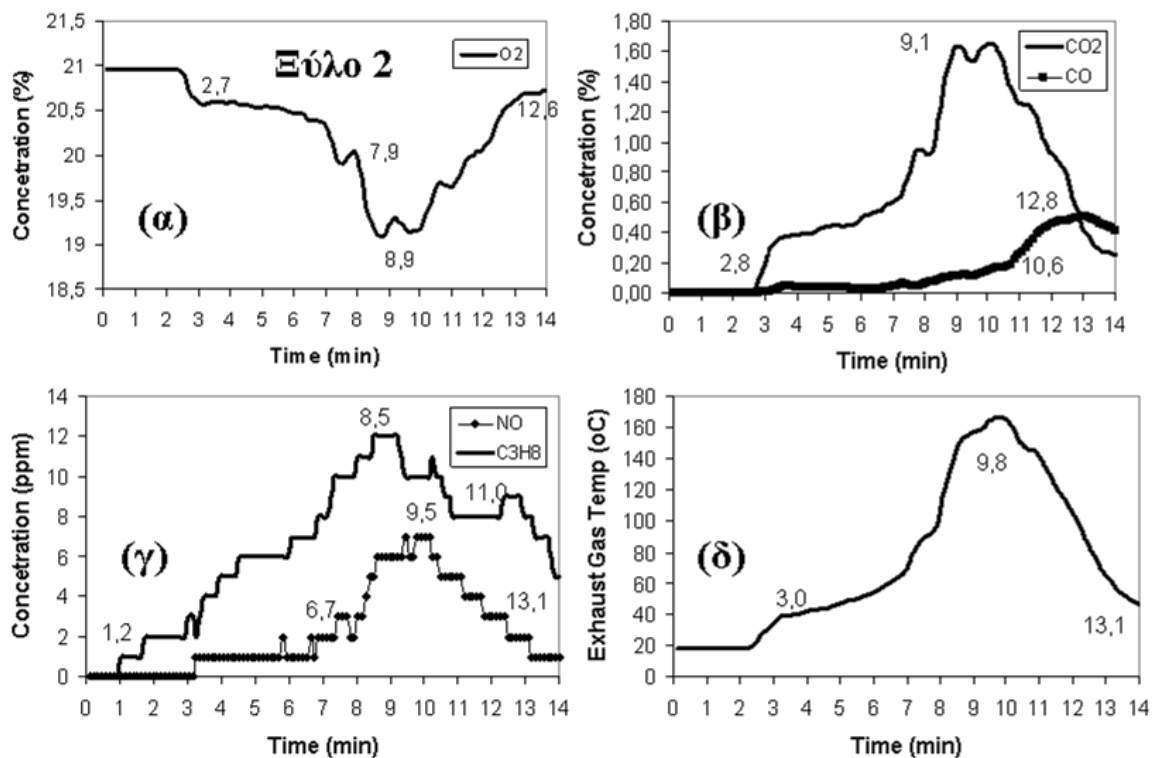 Ξύλο 2
O2
Concetration (%)
21,5
21
20,5
20
19,5
19
18,5
2,7
7,9
8,9
12,6
(α)
0 1 2 3 4 5 6 7 8 9 10 11 12 13 14
Time (min)
CO2
CO
Concetration (%)
1,80
1,60
1,40
1,20
1,00
0,80
0,60
0,40
0,20
0,00
9,1
12,8
2,8
10,6
(β)
0 1 2 3 4 5 6 7 8 9 10 11 12 13 14
Time (min)
NO
C3H8
Concetration (ppm)
14
12
10
8
6
4
2
0
8,5
11,0
9,5
6,7
13,1
1,2
(γ)
0 1 2 3 4 5 6 7 8 9 10 11 12 13 14
Time (min)
Exhaust Gas Temp (oC)
180
160
140
120
100
80
60
40
20
0
9,8
3,0
13,1
(δ)
0 1 2 3 4 5 6 7 8 9 10 11 12 13 14
Time (min)